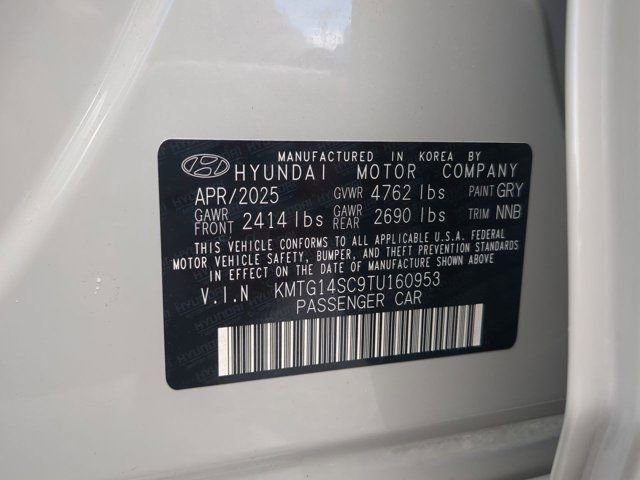 MANUFACTURED IN KOREA BY
HYUNDAI MOTOR COMPANY
APR/2025 GVWR 4762 lbs PAINT GRY
GAWR FRONT 2414 lbs GAWR REAR 2690 lbs TRIM NNB
THIS VEHICLE CONFORMS TO ALL APPLICABLE U.S.A. FEDERAL
MOTOR VEHICLE SAFETY, BUMPER, AND THEFT PREVENTION
STANDARDS IN EFFECT ON THE DATE OF MANUFACTURE SHOWN ABOVE.
V.I.N KMTG14SC9TU160953
PASSENGER CAR